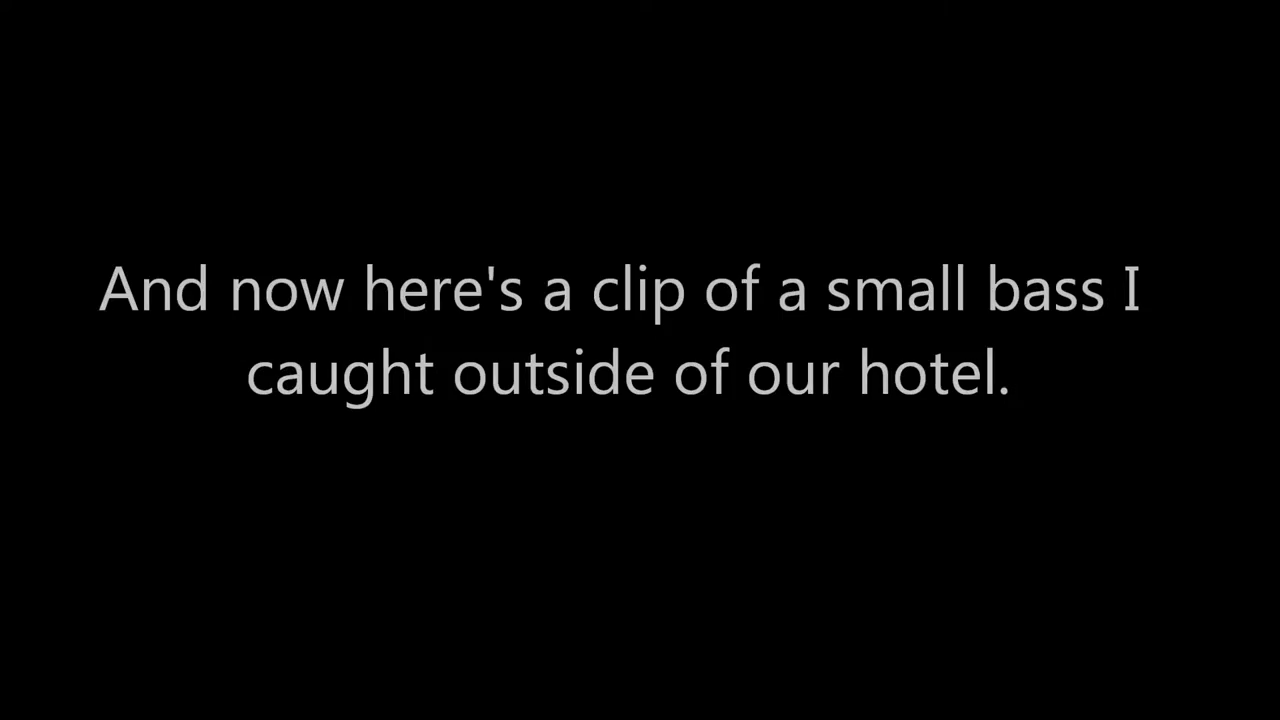 And now here's a clip of a small bass I
caught outside of our hotel.